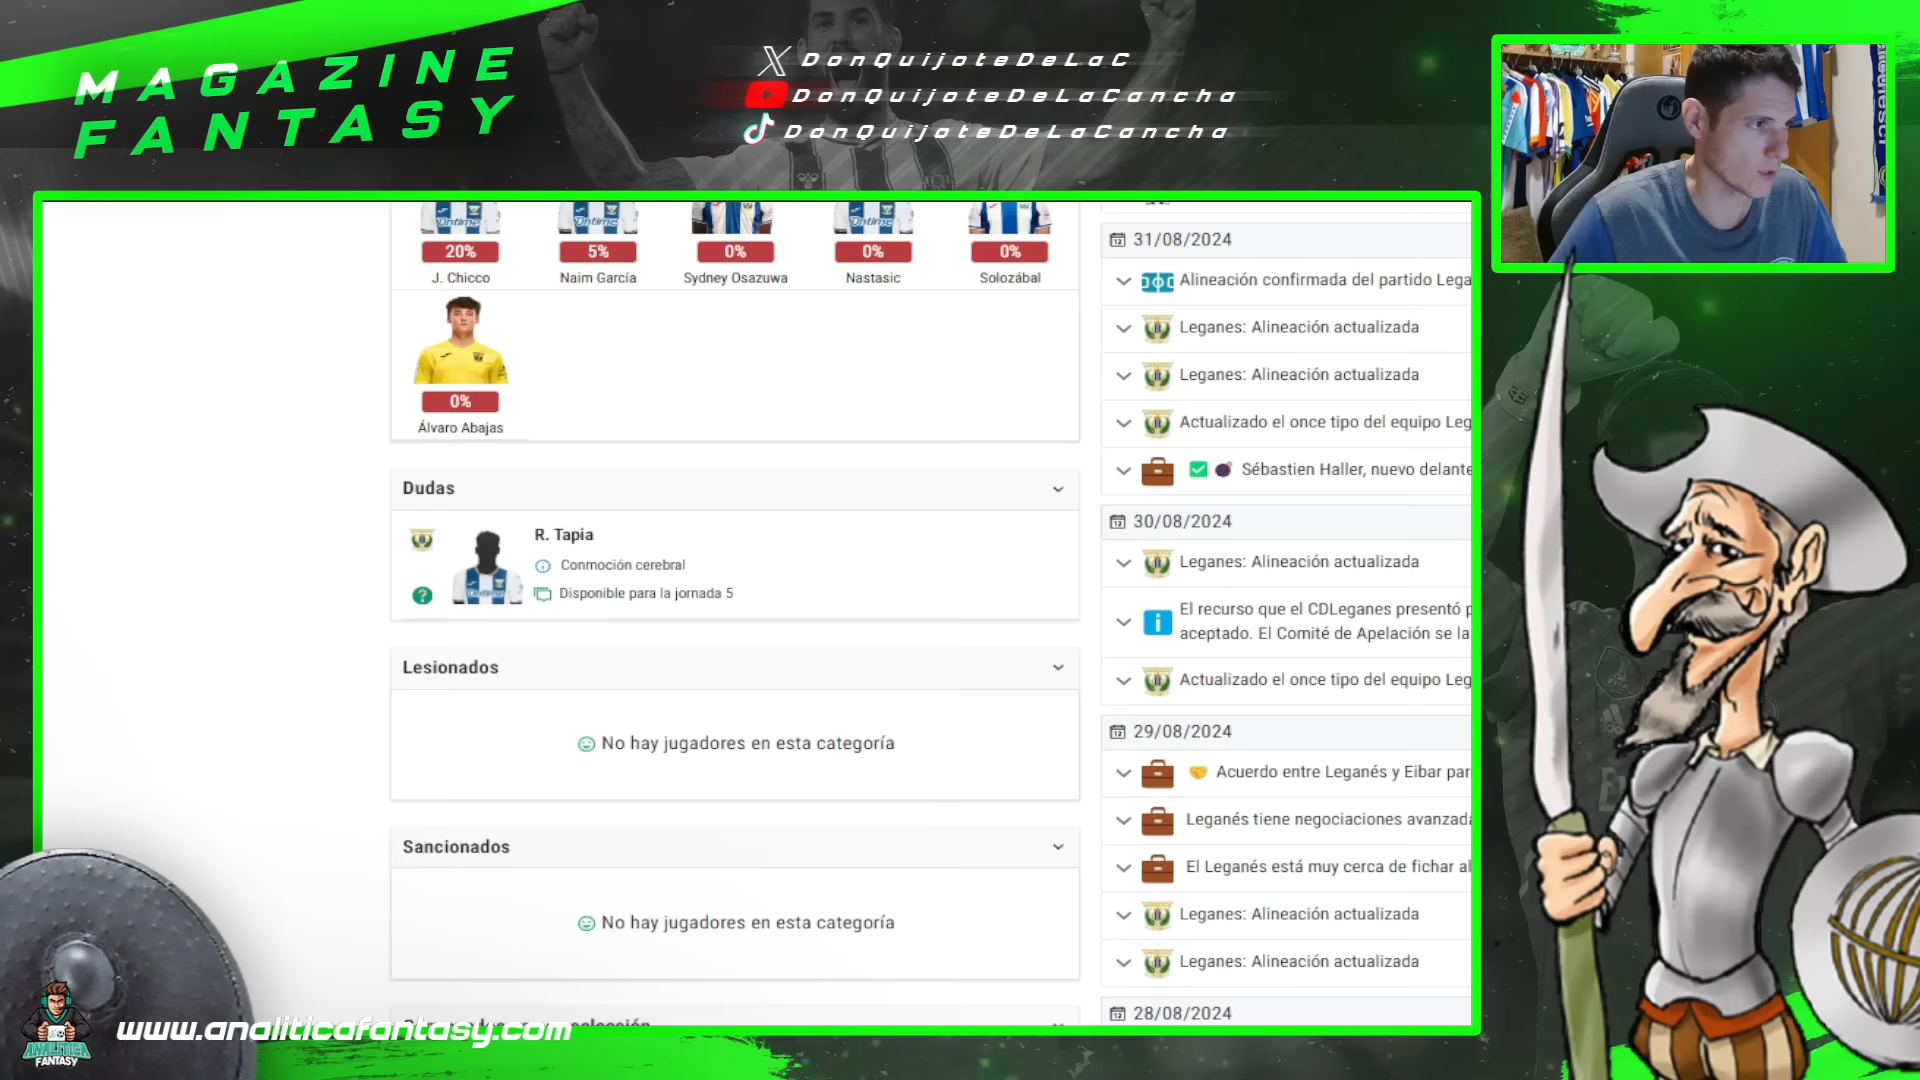 MAGAZINE
FANTASY
DonQuijoteDeLaC
DonQuijoteDeLaCancha
DonQuijoteDeLaCancha
20%
5%
0%
0%
0%
J. Chicco
Naim García
Sydney Osazuwa
Nastasic
Solozábal
0%
Álvaro Abajas
Dudas
R. Tapia
Conmoción cerebral
Disponible para la jornada 5
Lesionados
No hay jugadores en esta categoría
Sancionados
No hay jugadores en esta categoría
31/08/2024
Alineación confirmada del partido Lega
Leganes: Alineación actualizada
Leganes: Alineación actualizada
Actualizado el once tipo del equipo Leg
Sébastien Haller, nuevo delante
30/08/2024
Leganes: Alineación actualizada
El recurso que el CDLeganes presentó p
aceptado. El Comité de Apelación se la
Actualizado el once tipo del equipo Leg
29/08/2024
Acuerdo entre Leganés y Eibar par
Leganés tiene negociaciones avanzada
El Leganés está muy cerca de fichar al
Leganes: Alineación actualizada
Leganes: Alineación actualizada
28/08/2024
ANALITICA
FANTASY
www.analiticafantasy.com